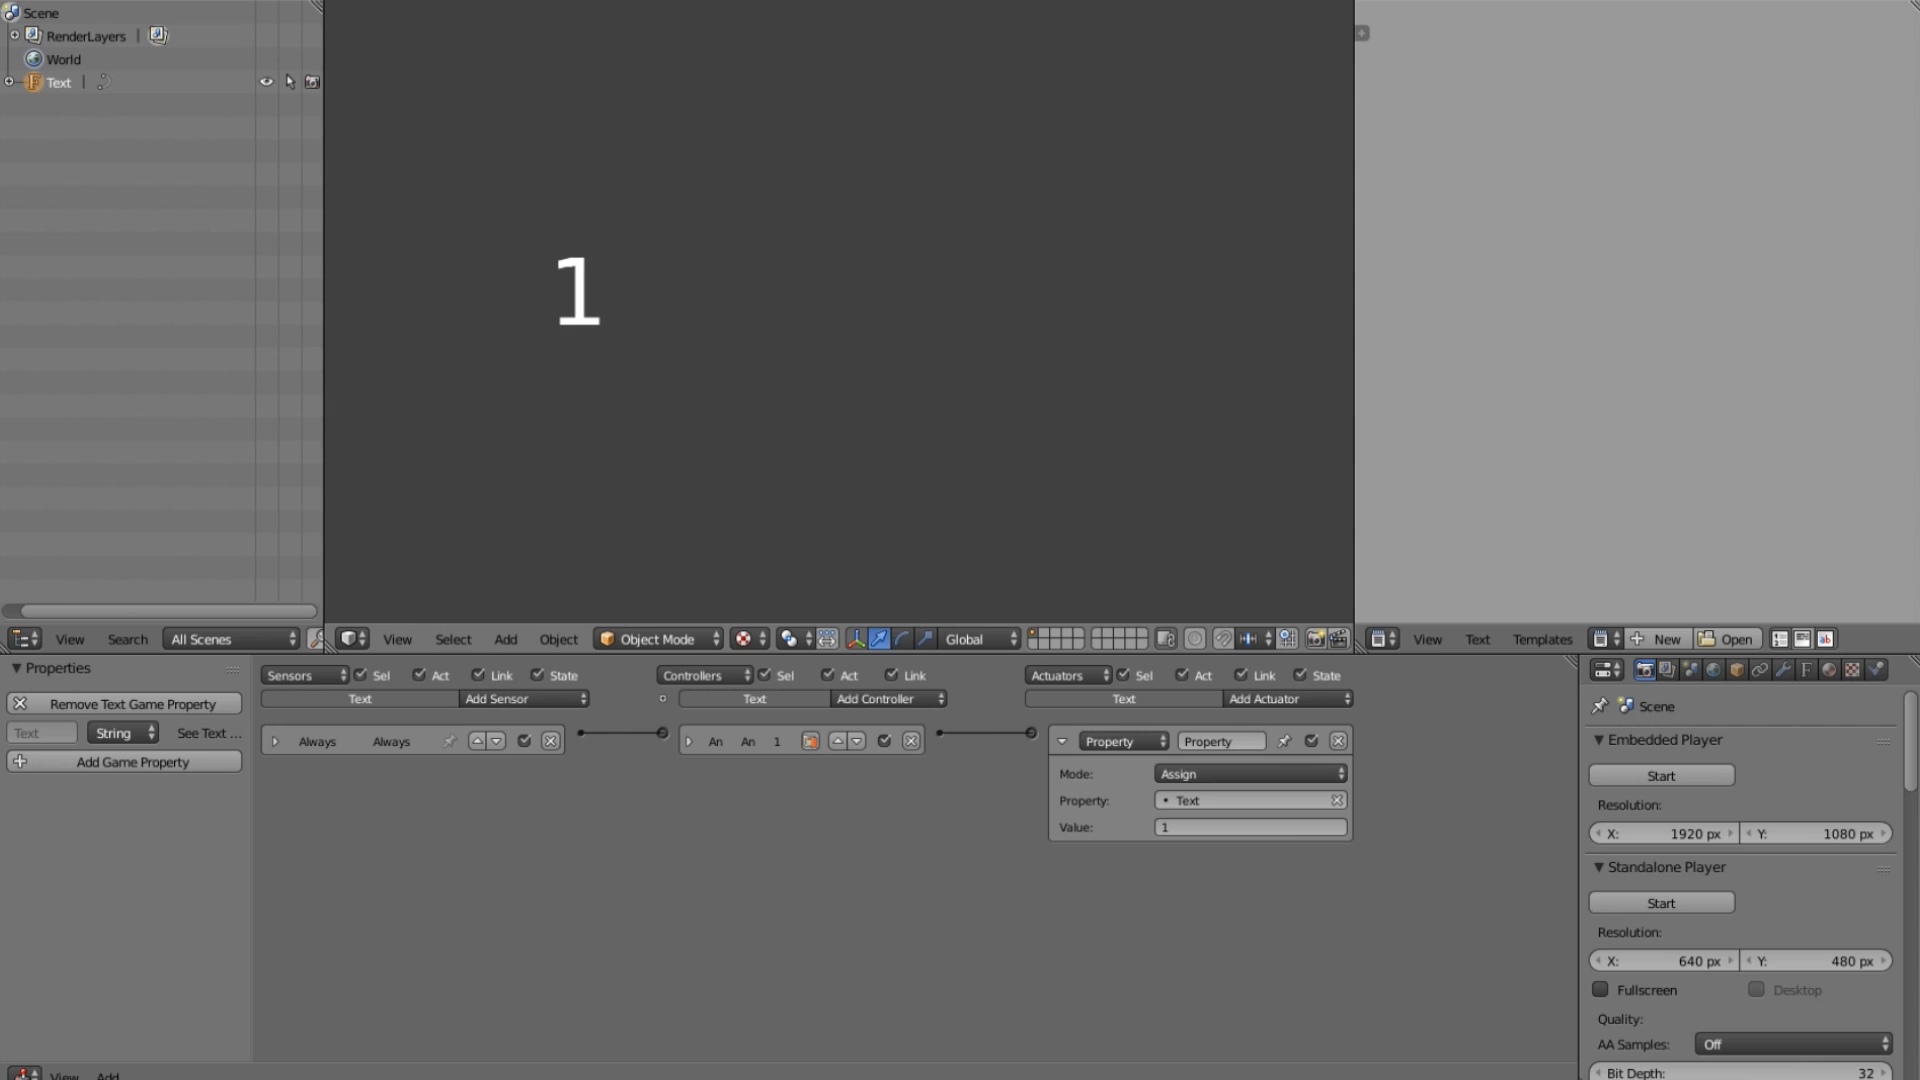 Scene
RenderLayers
World
Text
1
View Search All Scenes
View Select Add Object Object Mode Global
View Text Templates New Open
Properties
Remove Text Game Property
Text String See Text ...
Add Game Property
Sensors Sel Act Link State
Text Add Sensor
Always Always
Controllers Sel Act Link
Text Add Controller
An An 1
Actuators Sel Act Link State
Text Add Actuator
Property Property
Mode: Assign
Property: Text
Value: 1
View Add
Scene
Embedded Player
Start
Resolution:
X: 1920 px Y: 1080 px
Standalone Player
Start
Resolution:
X: 640 px Y: 480 px
Fullscreen Desktop
Quality:
AA Samples: Off
Bit Depth: 32